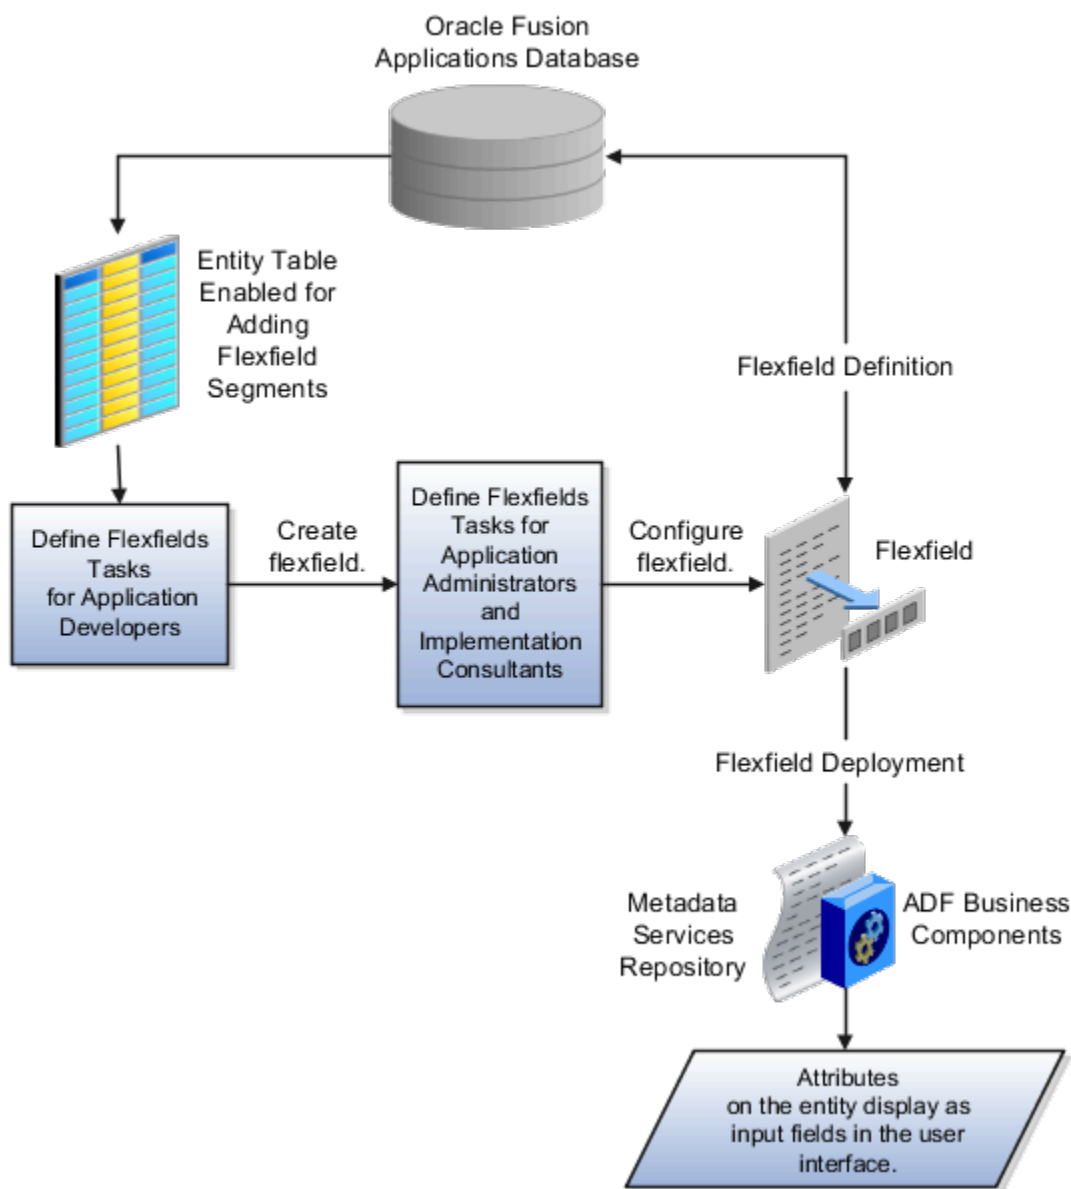 Oracle Fusion
Applications Database
Entity Table
Enabled for
Adding
Flexfield
Segments
Flexfield Definition
Define Flexfields
Tasks
for Application
Developers
Create
flexfield.
Define Flexfields
Tasks for
Application
Administrators
and
Implementation
Consultants
Configure
flexfield.
Flexfield
Flexfield Deployment
Metadata
Services
Repository
ADF Business
Components
Attributes
on the entity display as
input fields in the user
interface.